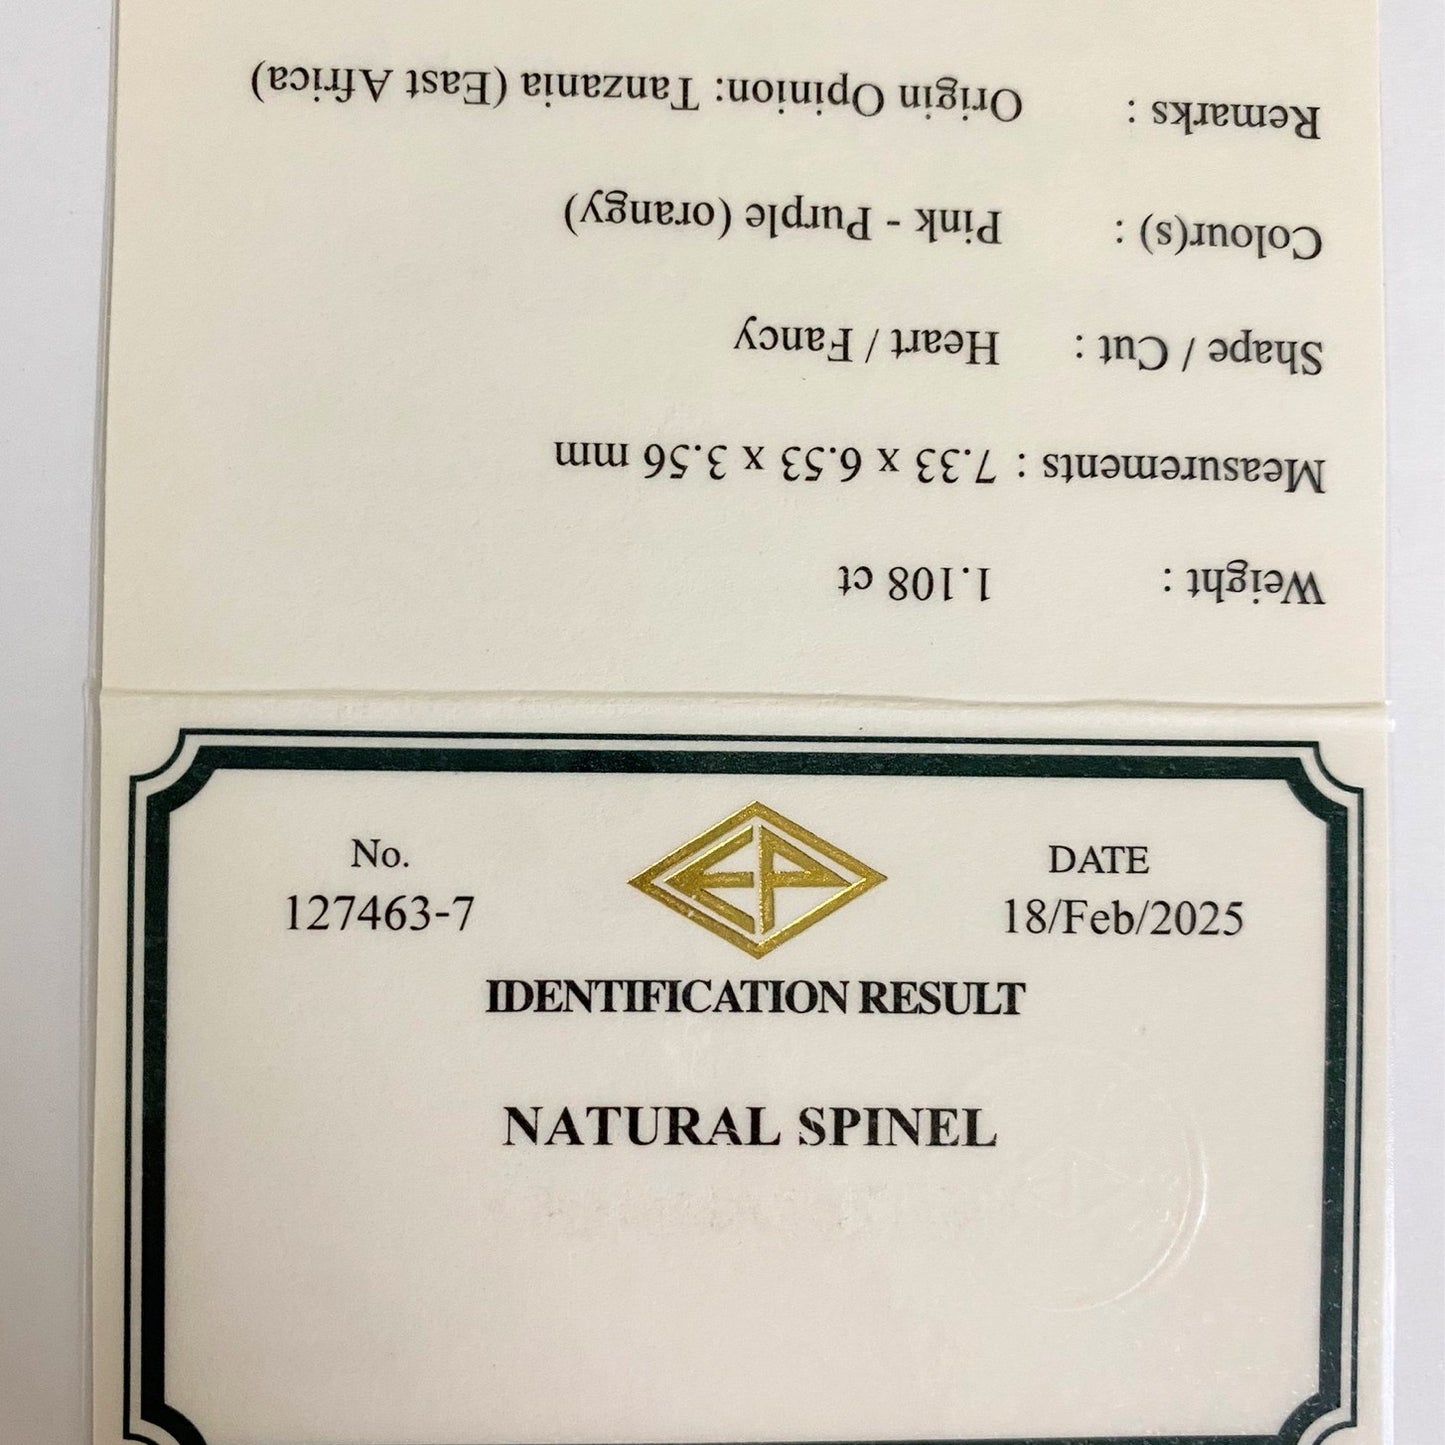 Weight : 1.108 ct
Measurements : 7.33 x 6.53 x 3.56 mm
Shape / Cut : Heart / Fancy
Colour(s) : Pink - Purple (orangy)
Remarks : Origin Opinion: Tanzania (East Africa)
No.
127463-7
EP
DATE
18/Feb/2025
IDENTIFICATION RESULT
NATURAL SPINEL